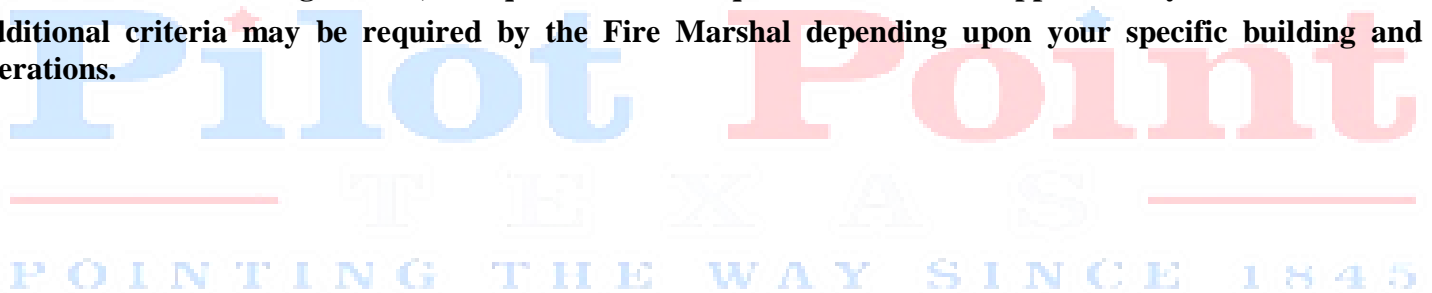 dditional criteria may be required by the Fire Marshal depending upon your specific building and
erations.
Pilot Point
TEXAS
POINTING THE WAY SINCE 1845